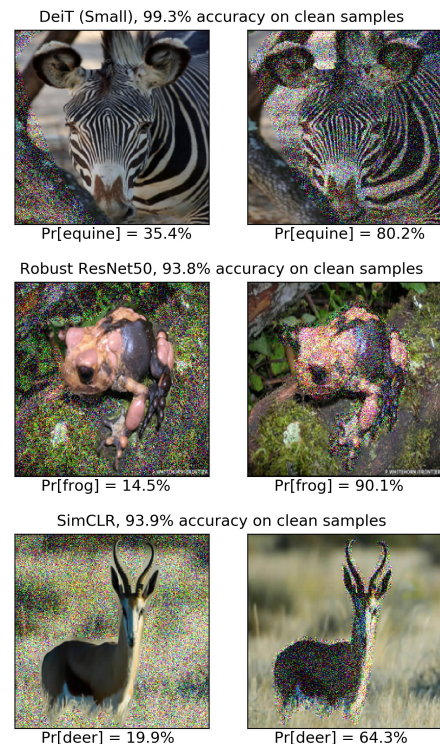 DeiT (Small), 99.3% accuracy on clean samples
Pr[equine] = 35.4% Pr[equine] = 80.2%
Robust ResNet50, 93.8% accuracy on clean samples
Pr[frog] = 14.5% Pr[frog] = 90.1%
SimCLR, 93.9% accuracy on clean samples
Pr[deer] = 19.9% Pr[deer] = 64.3%